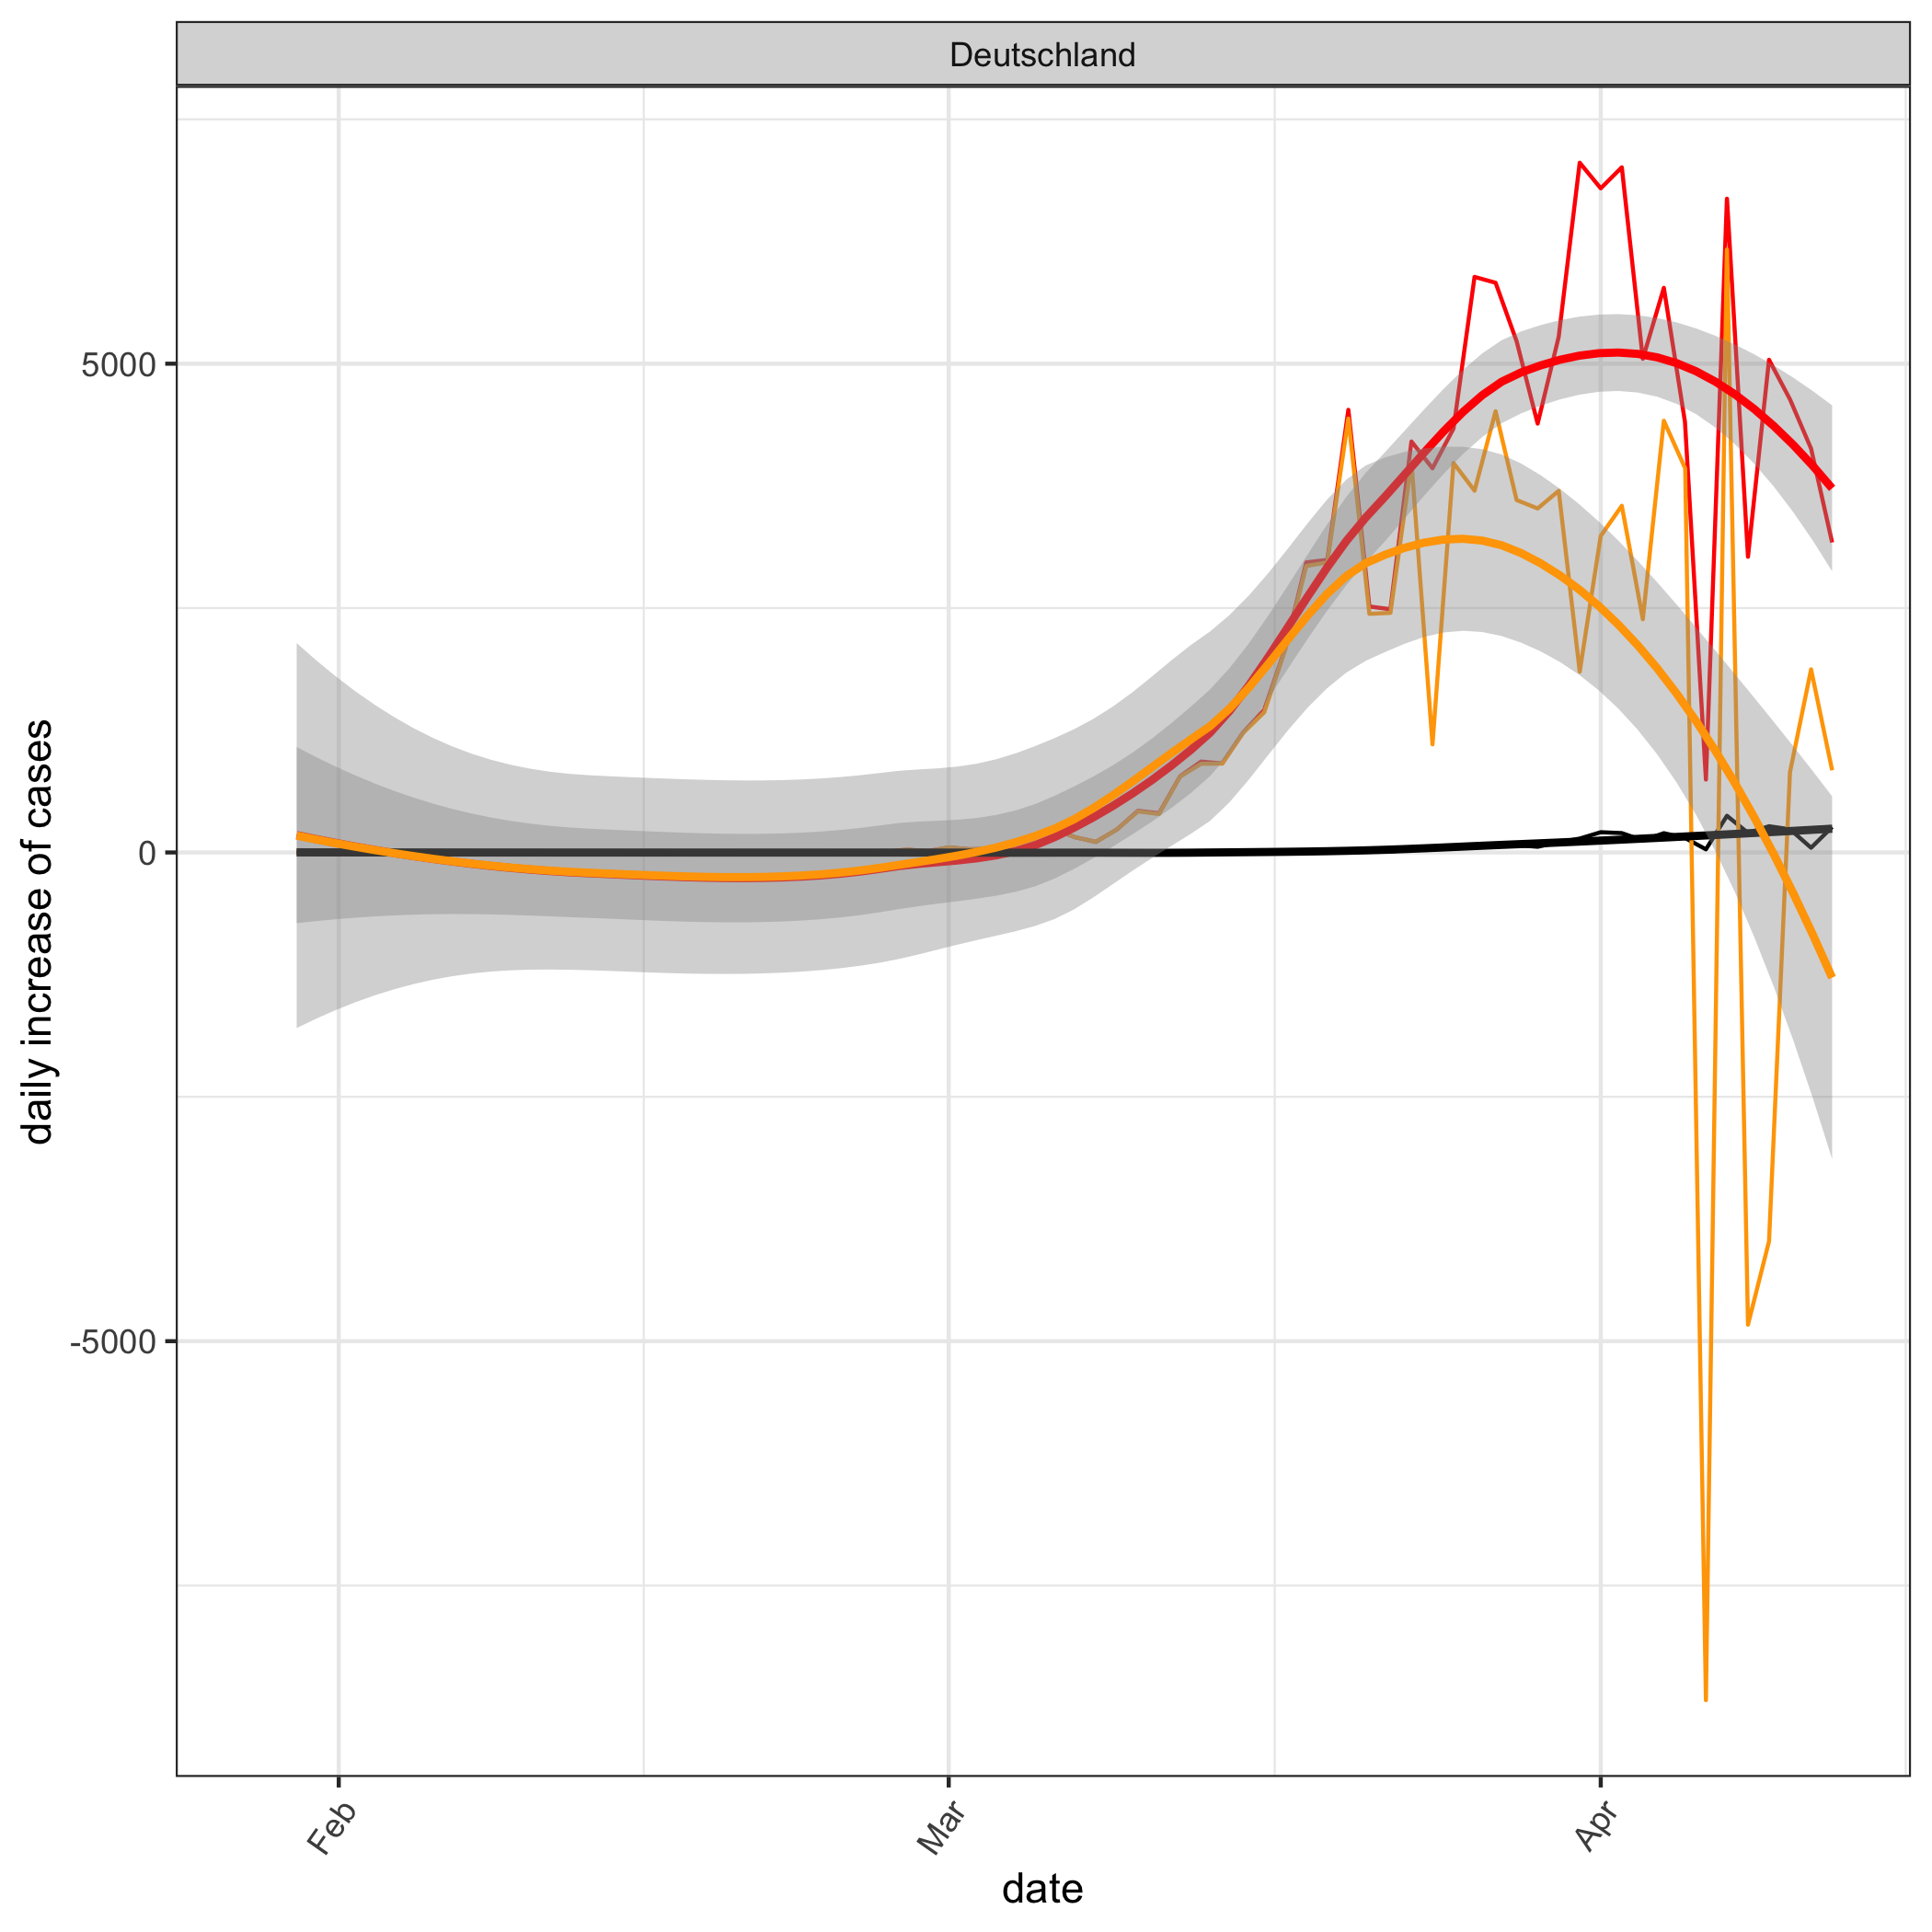 Deutschland
daily increase of cases
5000
0
-5000
Feb
Mar
Apr
date